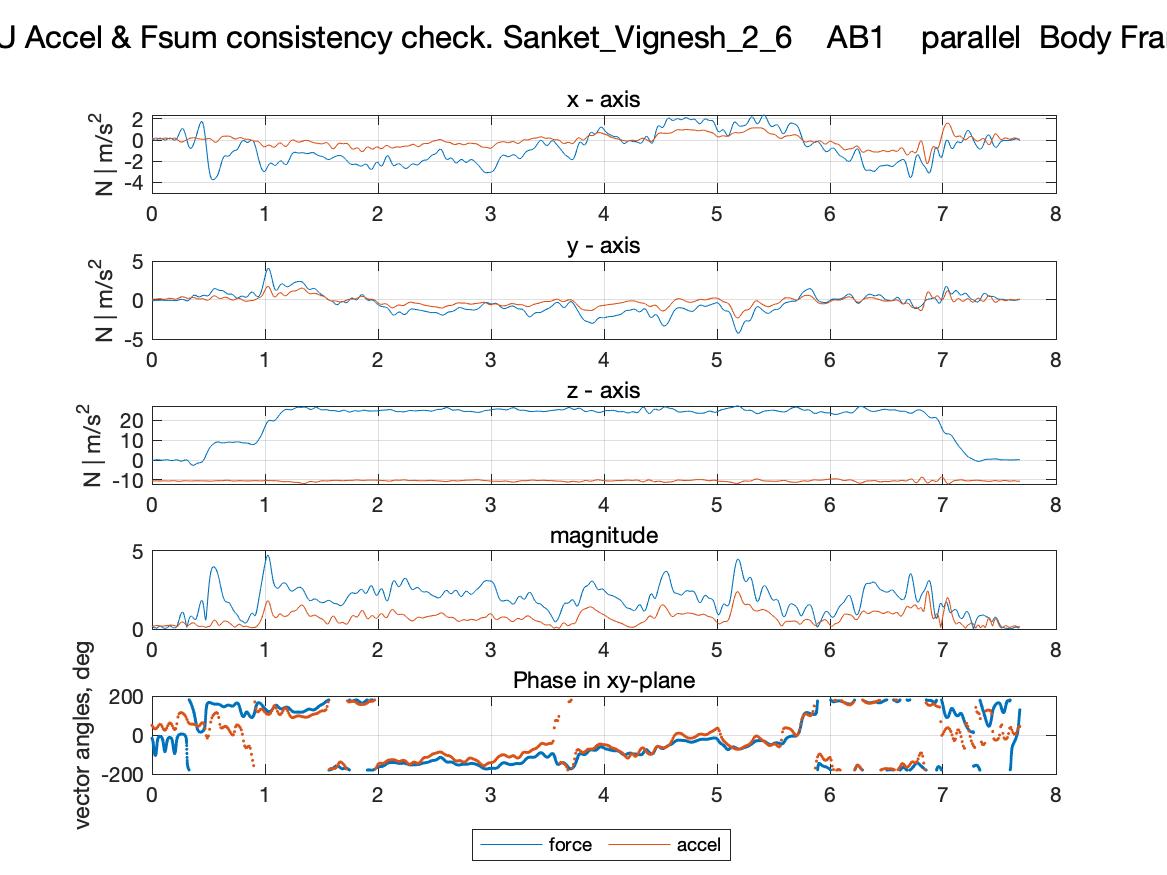 U Accel & Fsum consistency check. Sanket_Vignesh_2_6 AB1 parallel Body Fra
x - axis
N | m/s²
2
0
-2
-4
0 1 2 3 4 5 6 7 8
y - axis
N | m/s²
5
0
-5
0 1 2 3 4 5 6 7 8
z - axis
N | m/s²
20
10
0
-10
0 1 2 3 4 5 6 7 8
magnitude
5
0
0 1 2 3 4 5 6 7 8
Phase in xy-plane
vector angles, deg
200
0
-200
0 1 2 3 4 5 6 7 8
force accel